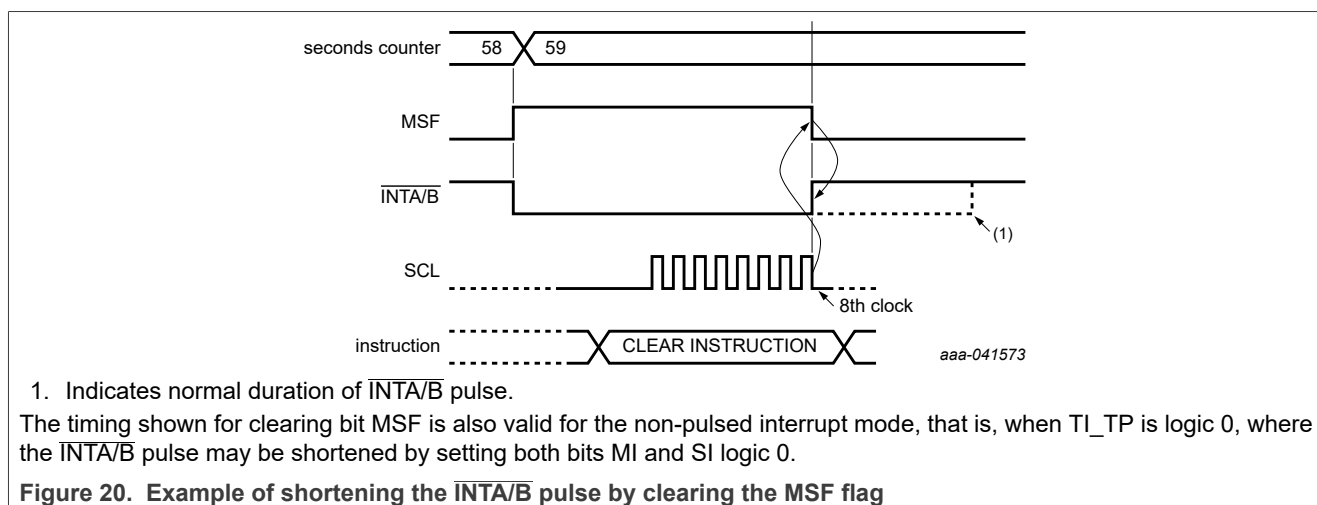 seconds counter 58 59
MSF
INTA/B
(1)
SCL
8th clock
instruction CLEAR INSTRUCTION
aaa-041573
1. Indicates normal duration of INTA/B pulse.
The timing shown for clearing bit MSF is also valid for the non-pulsed interrupt mode, that is, when TI_TP is logic 0, where
the INTA/B pulse may be shortened by setting both bits MI and SI logic 0.
Figure 20. Example of shortening the INTA/B pulse by clearing the MSF flag